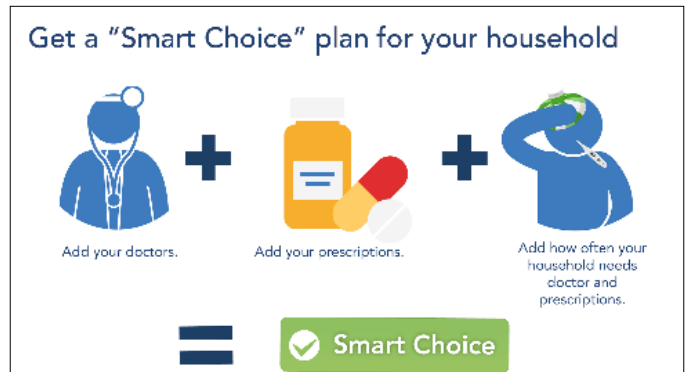 Get a "Smart Choice" plan for your household
Add your doctors.
Add your prescriptions.
Add how often your
household needs
doctor and
prescriptions.
Smart Choice